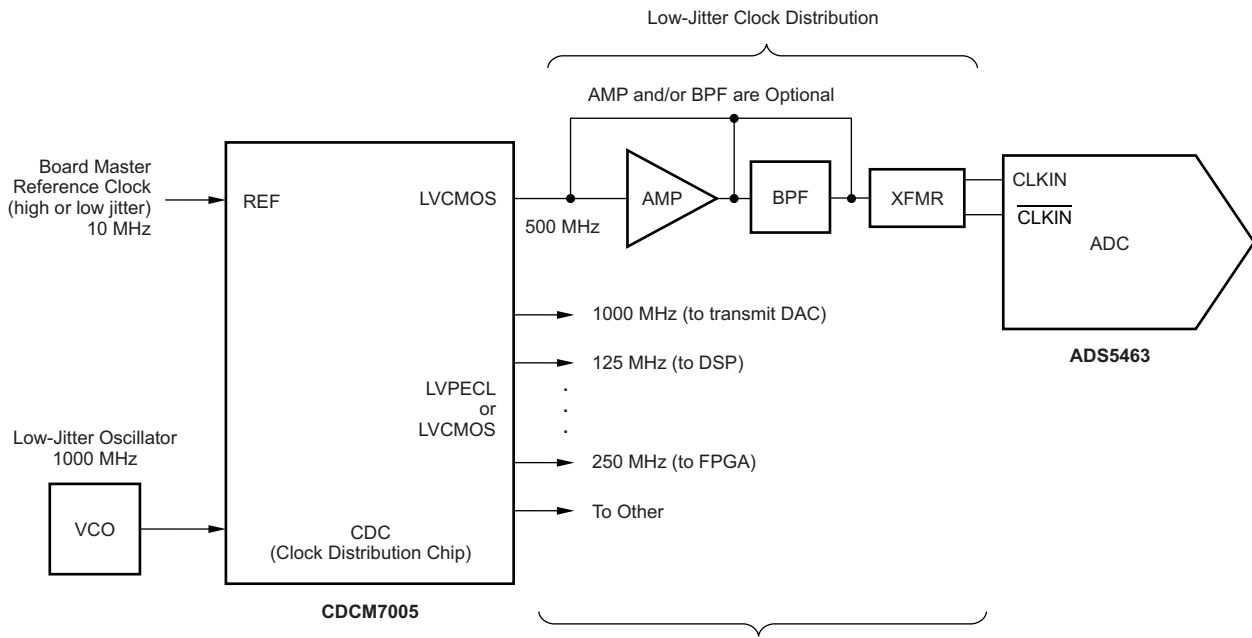 Low-Jitter Clock Distribution
AMP and/or BPF are Optional
Board Master
Reference Clock
(high or low jitter)
10 MHz
REF
LVCMOS
500 MHz
AMP
BPF
XFMR
CLKIN
CLKIN
ADC
ADS5463
1000 MHz (to transmit DAC)
125 MHz (to DSP)
LVPECL
or
LVCMOS
250 MHz (to FPGA)
To Other
Low-Jitter Oscillator
1000 MHz
VCO
CDC
(Clock Distribution Chip)
CDCM7005